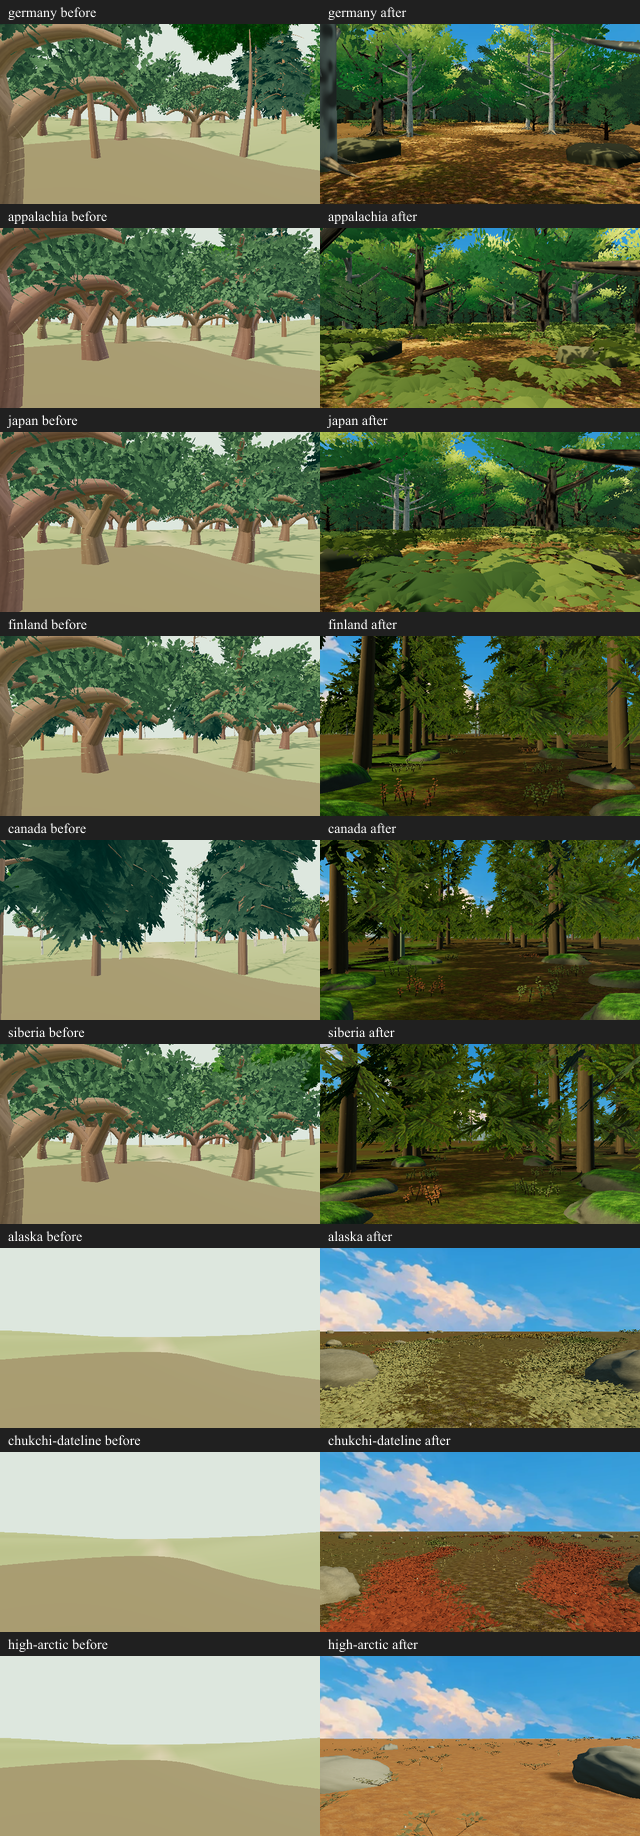 germany before
germany after
appalachia before
appalachia after
japan before
japan after
finland before
finland after
canada before
canada after
siberia before
siberia after
alaska before
alaska after
chukchi-dateline before
chukchi-dateline after
high-arctic before
high-arctic after